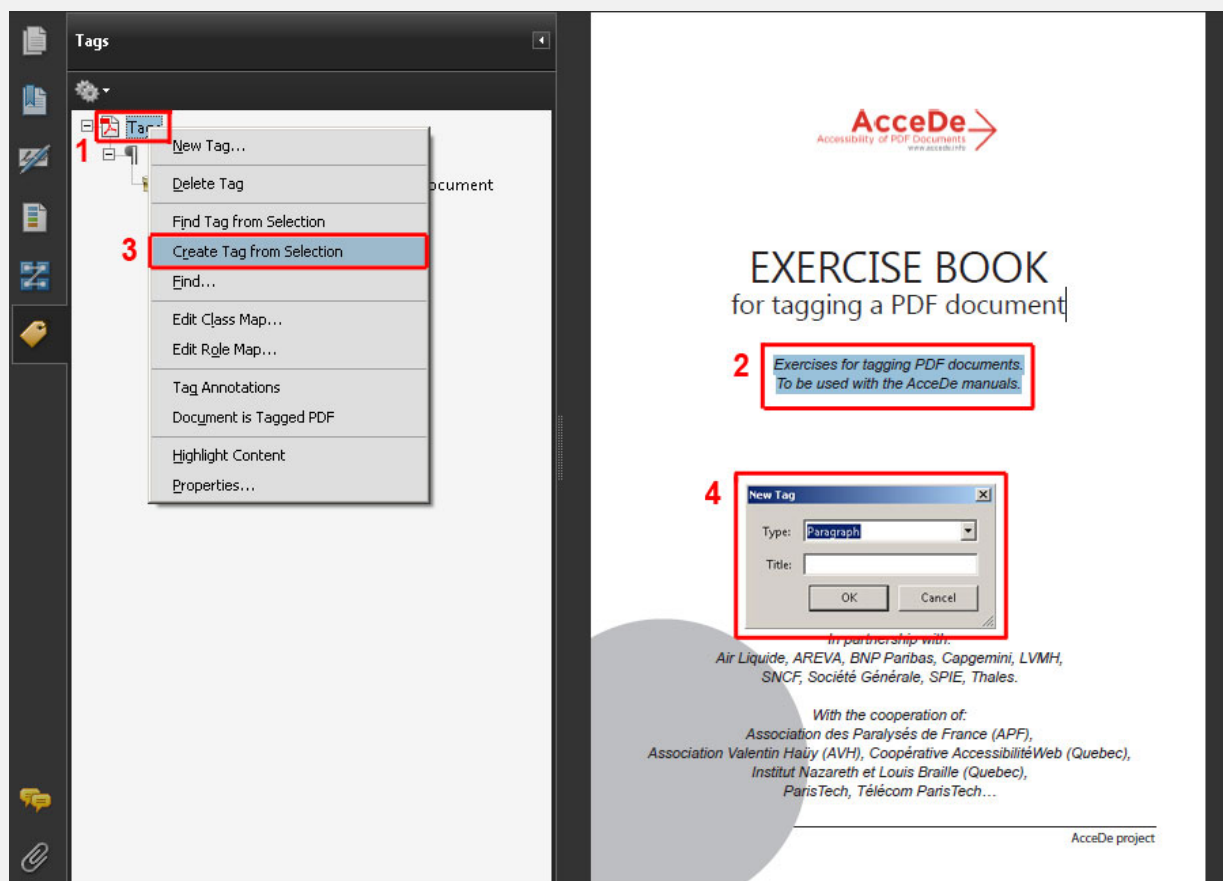 Tags
1
Tags
New Tag...
Delete Tag
ocument
Find Tag from Selection
3
Create Tag from Selection
Find...
Edit Class Map...
Edit Role Map...
Tag Annotations
Document is Tagged PDF
Highlight Content
Properties...
AcceDe
Accessibility of PDF Documents
www.accede.info
EXERCISE BOOK
for tagging a PDF document
2
Exercises for tagging PDF documents.
To be used with the AcceDe manuals.
4
New Tag
Type: Paragraph
Title:
OK Cancel
In partnership with:
Air Liquide, AREVA, BNP Paribas, Capgemini, LVMH,
SNCF, Société Générale, SPIE, Thales.
With the cooperation of:
Association des Paralysés de France (APF),
Association Valentin Haüy (AVH), Coopérative AccessibilitéWeb (Quebec),
Institut Nazareth et Louis Braille (Quebec),
ParisTech, Télécom ParisTech…
AcceDe project